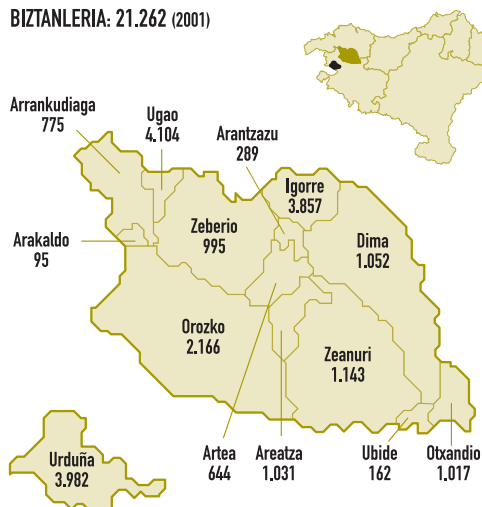 BIZTANLERIA: 21.262 (2001)
Arrankudiaga
775
Ugao
4.104
Arantzazu
289
Igorre
3.857
Zeberio
995
Dima
1.052
Arakaldo
95
Orozko
2.166
Zeanuri
1.143
Urduña
3.982
Artea
644
Areatza
1.031
Ubide
162
Otxandio
1.017